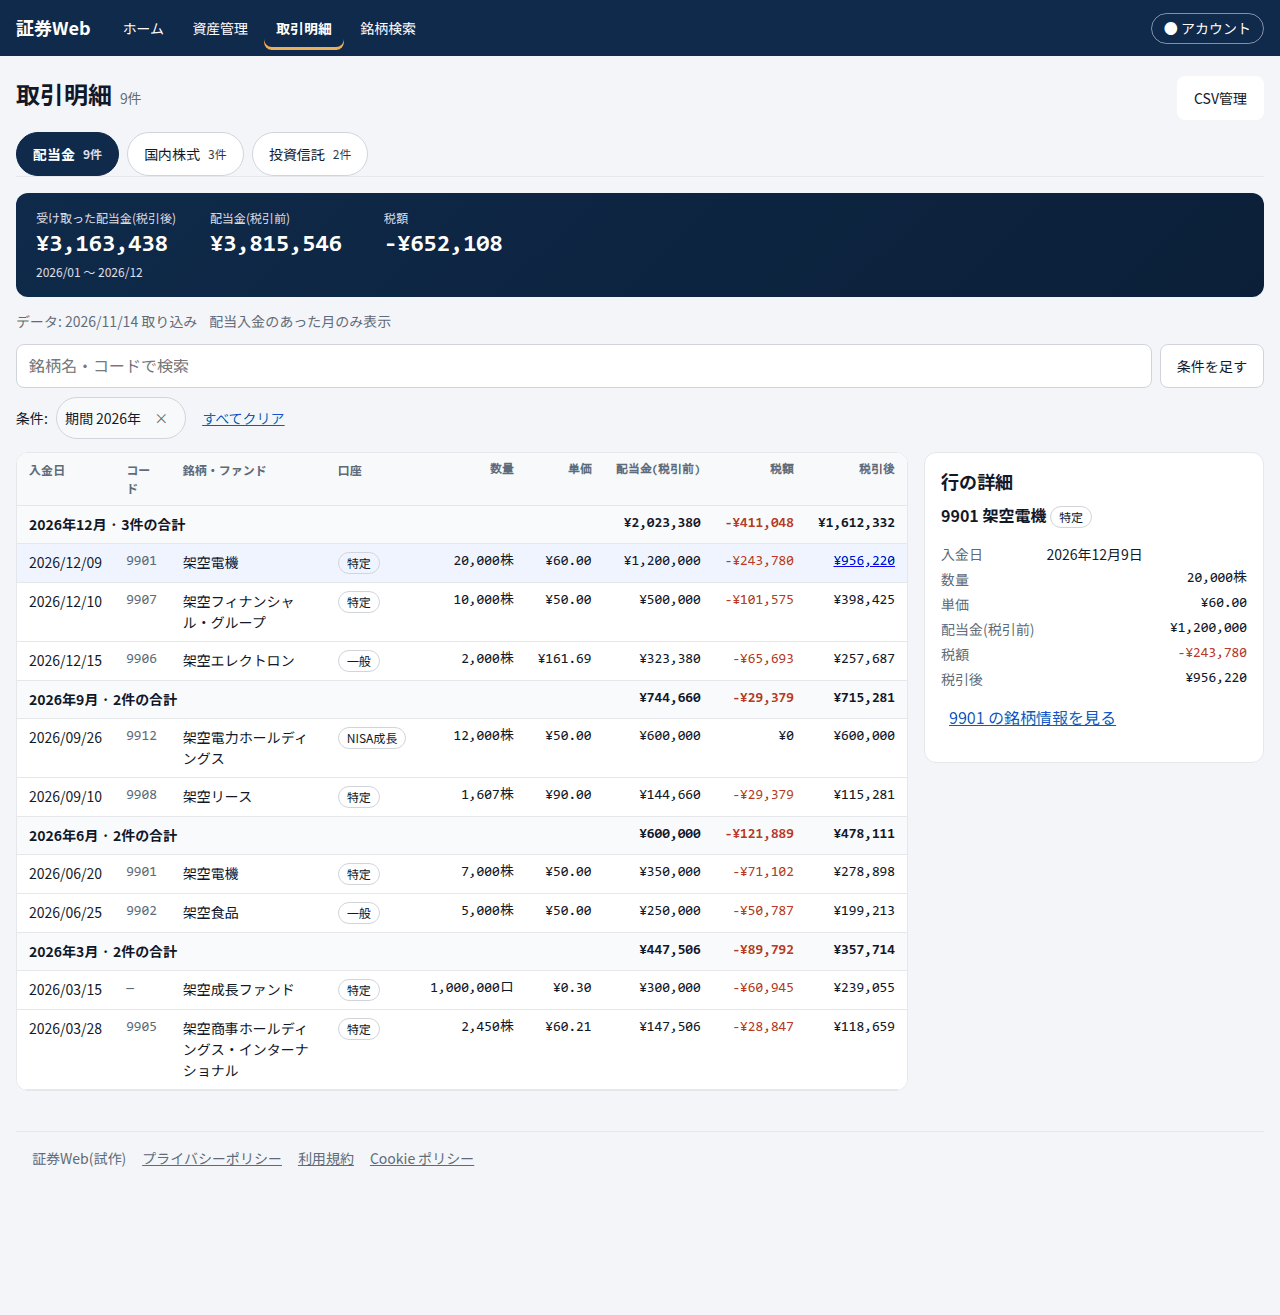 証券Web ホーム 資産管理 取引明細 銘柄検索 アカウント
取引明細 9件 CSV管理
配当金 9件 国内株式 3件 投資信託 2件
受け取った配当金(税引後) 配当金(税引前) 税額
¥3,163,438 ¥3,815,546 -¥652,108
2026/01 〜 2026/12
データ: 2026/11/14 取り込み 配当入金のあった月のみ表示
銘柄名・コードで検索 条件を足す
条件: 期間 2026年 × すべてクリア
入金日 コード 銘柄・ファンド 口座 数量 単価 配当金(税引前) 税額 税引後
2026年12月・3件の合計 ¥2,023,380 -¥411,048 ¥1,612,332
2026/12/09 9901 架空電機 特定 20,000株 ¥60.00 ¥1,200,000 -¥243,780 ¥956,220
2026/12/10 9907 架空フィナンシャル・グループ 特定 10,000株 ¥50.00 ¥500,000 -¥101,575 ¥398,425
2026/12/15 9906 架空エレクトロン 一般 2,000株 ¥161.69 ¥323,380 -¥65,693 ¥257,687
2026年9月・2件の合計 ¥744,660 -¥29,379 ¥715,281
2026/09/26 9912 架空電力ホールディングス NISA成長 12,000株 ¥50.00 ¥600,000 ¥0 ¥600,000
2026/09/10 9908 架空リース 特定 1,607株 ¥90.00 ¥144,660 -¥29,379 ¥115,281
2026年6月・2件の合計 ¥600,000 -¥121,889 ¥478,111
2026/06/20 9901 架空電機 特定 7,000株 ¥50.00 ¥350,000 -¥71,102 ¥278,898
2026/06/25 9902 架空食品 一般 5,000株 ¥50.00 ¥250,000 -¥50,787 ¥199,213
2026年3月・2件の合計 ¥447,506 -¥89,792 ¥357,714
2026/03/15 — 架空成長ファンド 特定 1,000,000口 ¥0.30 ¥300,000 -¥60,945 ¥239,055
2026/03/28 9905 架空商事ホールディングス・インターナショナル 特定 2,450株 ¥60.21 ¥147,506 -¥28,847 ¥118,659
行の詳細
9901 架空電機 特定
入金日 2026年12月9日
数量 20,000株
単価 ¥60.00
配当金(税引前) ¥1,200,000
税額 -¥243,780
税引後 ¥956,220
9901 の銘柄情報を見る
証券Web(試作) プライバシーポリシー 利用規約 Cookie ポリシー